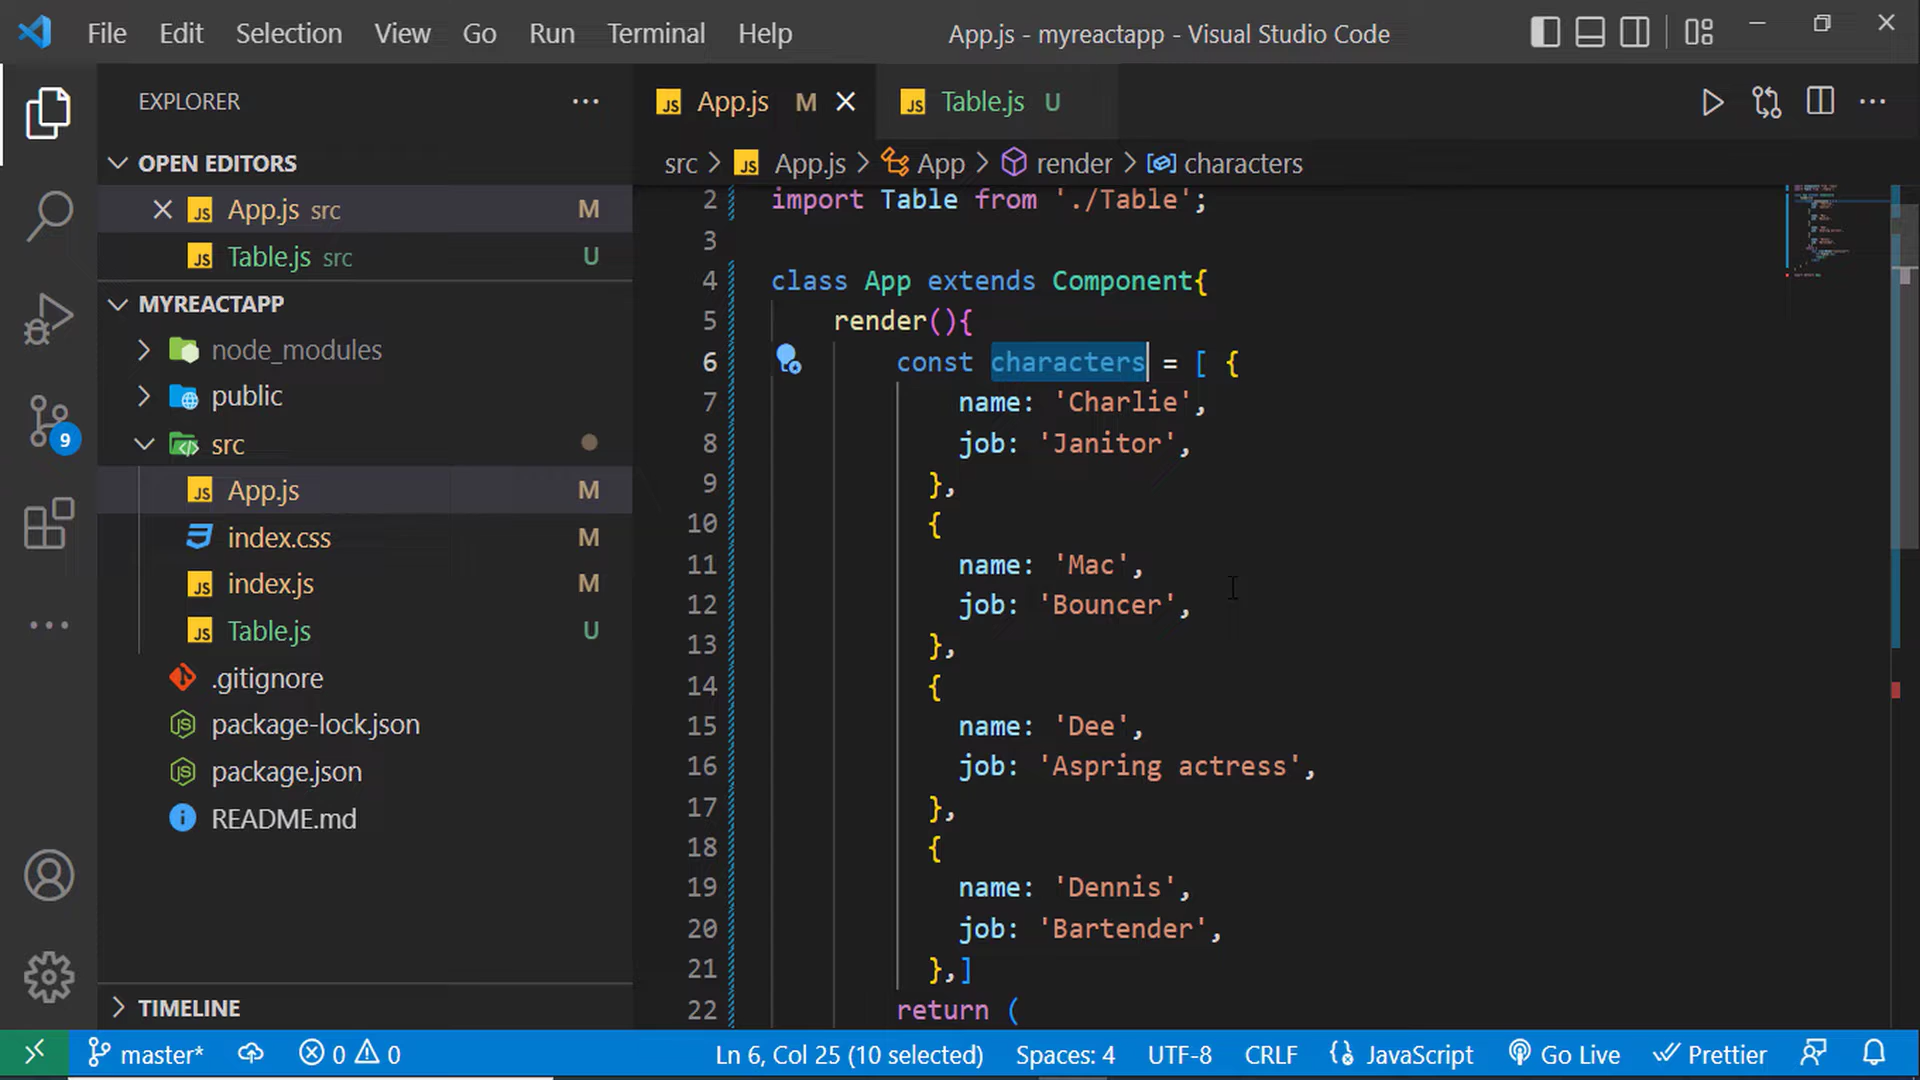 File Edit Selection View Go Run Terminal Help App.js - myreactapp - Visual Studio Code
EXPLORER
OPEN EDITORS
App.js src M
Table.js src U
MYREACTAPP
node_modules
public
src
App.js M
index.css M
index.js M
Table.js U
.gitignore
package-lock.json
package.json
README.md
TIMELINE
9
App.js M
Table.js U
src > App.js > App > render > characters
2 import Table from './Table';
3
4 class App extends Component{
5 render(){
6 const characters = [ {
7 name: 'Charlie',
8 job: 'Janitor',
9 },
10 {
11 name: 'Mac',
12 job: 'Bouncer',
13 },
14 {
15 name: 'Dee',
16 job: 'Aspring actress',
17 },
18 {
19 name: 'Dennis',
20 job: 'Bartender',
21 },]
22 return (
master* 0 0 Ln 6, Col 25 (10 selected) Spaces: 4 UTF-8 CRLF JavaScript Go Live Prettier